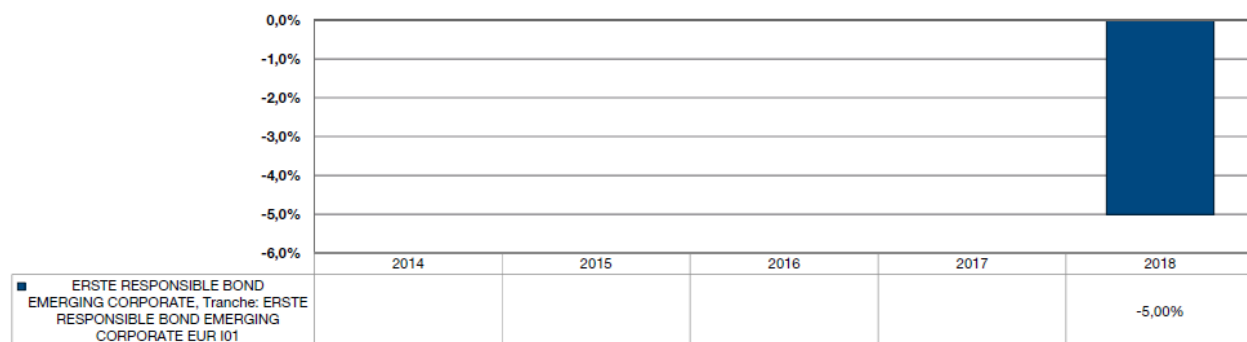 0,0%
-1,0%
-2,0%
-3,0%
-4,0%
-5,0%
-6,0%
2014 2015 2016 2017 2018
ERSTE RESPONSIBLE BOND
EMERGING CORPORATE, Tranche: ERSTE
RESPONSIBLE BOND EMERGING
CORPORATE EUR I01
-5,00%